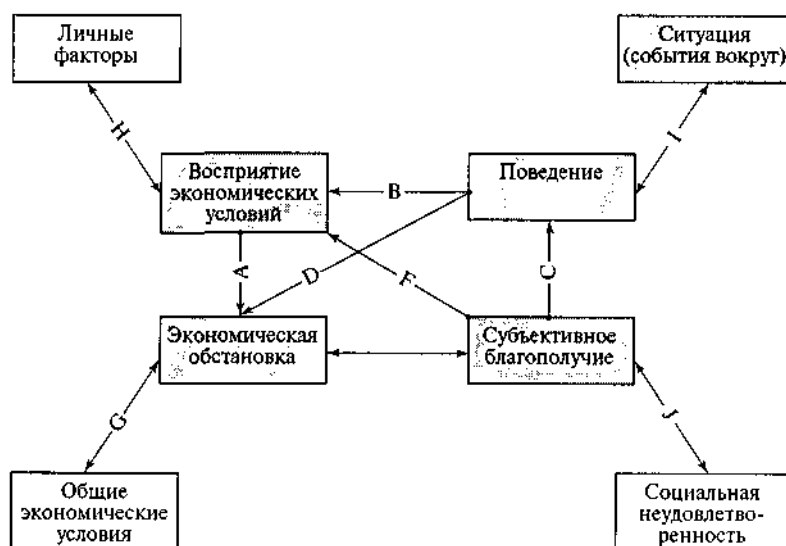 Личные
факторы
Ситуация
(события вокруг)
H
I
Восприятие
экономических
условий
B
Поведение
A
D
F
C
Экономическая
обстановка
Субъективное
благополучие
G
J
Общие
экономические
условия
Социальная
неудовлетво-
ренность